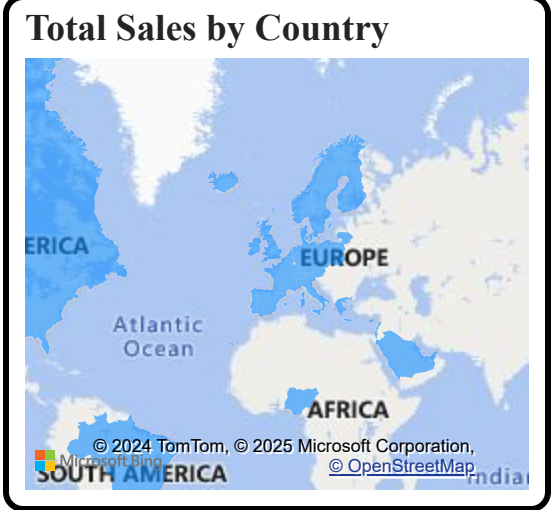 Total Sales by Country
ERICA
EUROPE
Atlantic
Ocean
AFRICA
© 2024 TomTom, © 2025 Microsoft Corporation,
Microsoft Bing
© OpenStreetMap
India
SOUTH AMERICA